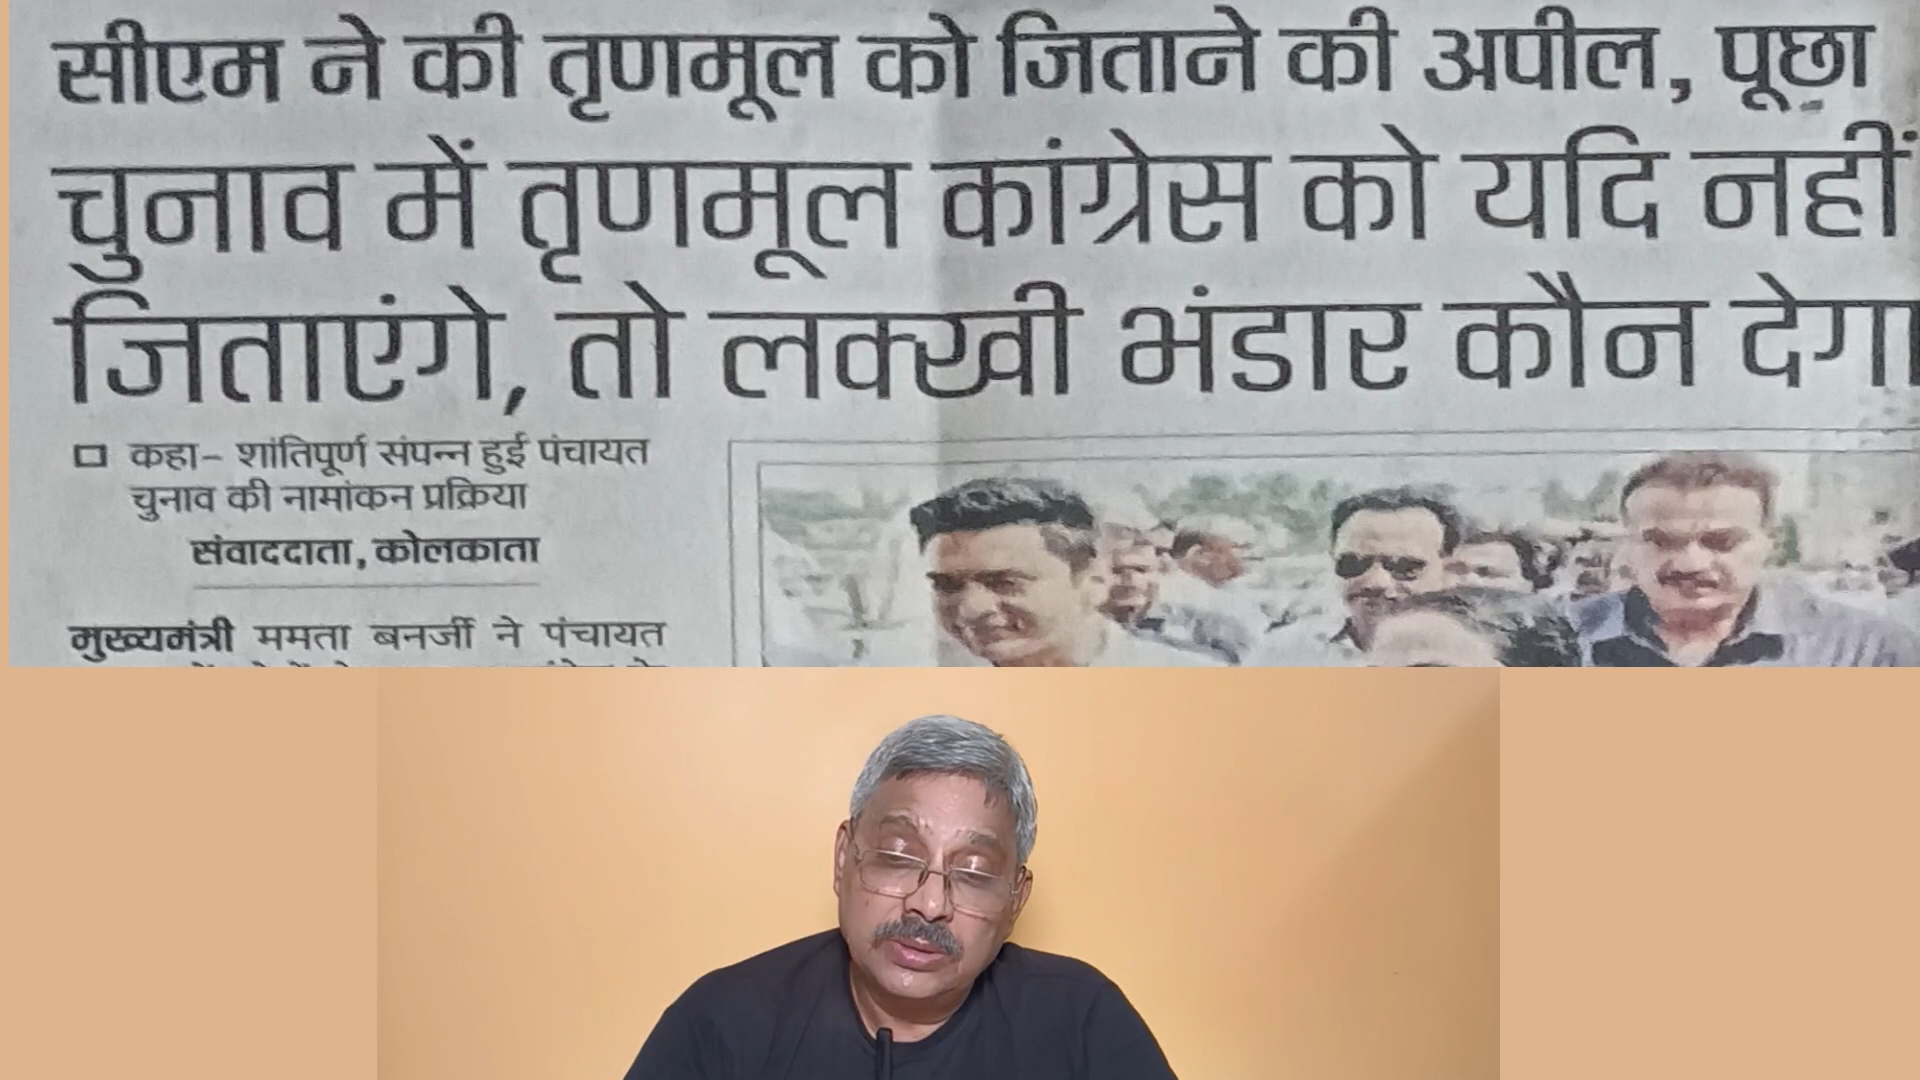 सीएम ने की तृणमूल को जिताने की अपील, पूछा
चुनाव में तृणमूल कांग्रेस को यदि नहीं
जिताएंगे, तो लक्खी भंडार कौन देगा
कहा– शांतिपूर्ण संपन्न हुई पंचायत
चुनाव की नामांकन प्रक्रिया
संवाददाता, कोलकाता
मुख्यमंत्री ममता बनर्जी ने पंचायत